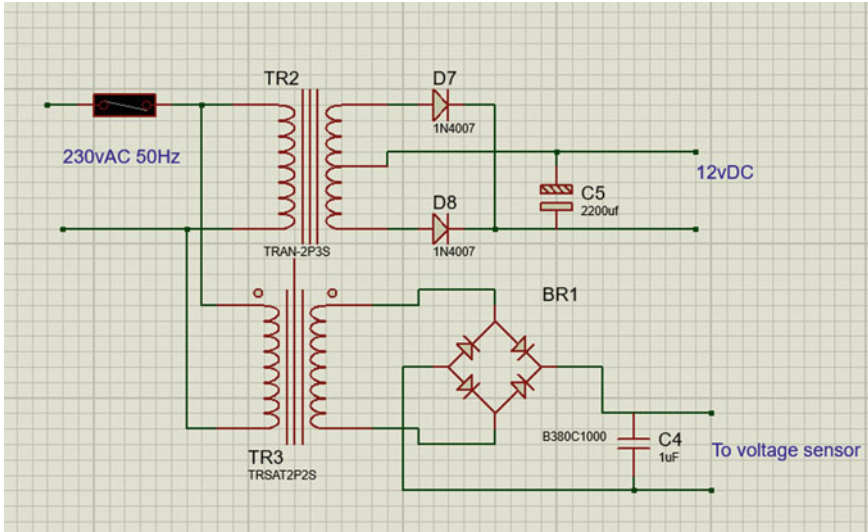 TR2
D7
1N4007
230vAC 50Hz
12vDC
C5
2200uf
D8
1N4007
TRAN-2P3S
BR1
B380C1000
C4
1uF
To voltage sensor
TR3
TRSAT2P2S